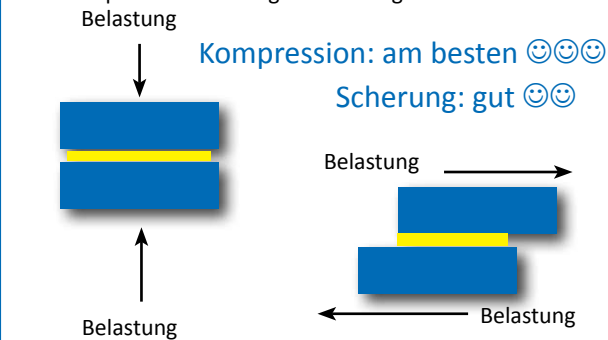 Belastung
Kompression: am besten ☺☺☺
Scherung: gut ☺☺
Belastung
Belastung
Belastung